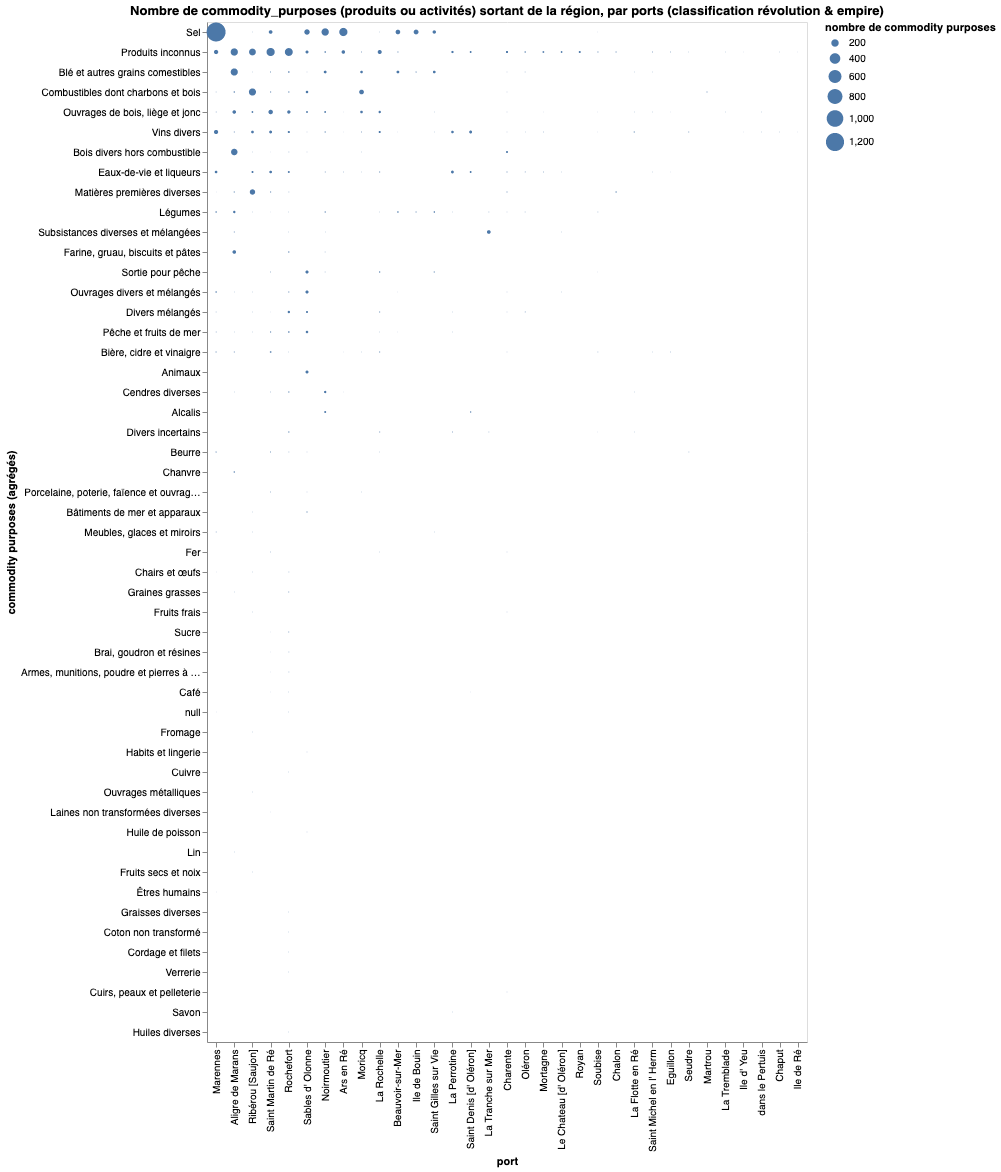 Nombre de commodity_purposes (produits ou activités) sortant de la région, par ports (classification révolution & empire)
nombre de commodity purposes
200
400
600
800
1,000
1,200
commodity purposes (agrégés)
Sel
Produits inconnus
Blé et autres grains comestibles
Combustibles dont charbons et bois
Ouvrages de bois, liège et jonc
Vins divers
Bois divers hors combustible
Eaux-de-vie et liqueurs
Matières premières diverses
Légumes
Subsistances diverses et mélangées
Farine, gruau, biscuits et pâtes
Sortie pour pêche
Ouvrages divers et mélangés
Divers mélangés
Pêche et fruits de mer
Bière, cidre et vinaigre
Animaux
Cendres diverses
Alcalis
Divers incertains
Beurre
Chanvre
Porcelaine, poterie, faïence et ouvrag…
Bâtiments de mer et apparaux
Meubles, glaces et miroirs
Fer
Chairs et œufs
Graines grasses
Fruits frais
Sucre
Brai, goudron et résines
Armes, munitions, poudre et pierres à …
Café
null
Fromage
Habits et lingerie
Cuivre
Ouvrages métalliques
Laines non transformées diverses
Huile de poisson
Lin
Fruits secs et noix
Êtres humains
Graisses diverses
Coton non transformé
Cordage et filets
Verrerie
Cuirs, peaux et pelleterie
Savon
Huiles diverses
Marennes
Aligre de Marans
Ribérou [Saujon]
Saint Martin de Ré
Rochefort
Sables d' Olonne
Noirmoutier
Ars en Ré
Moricq
La Rochelle
Beauvoir-sur-Mer
Ile de Bouin
Saint Gilles sur Vie
La Perrotine
Saint Denis [d' Oléron]
La Tranche sur Mer
Charente
Oléron
Mortagne
Le Chateau [d' Oléron]
Royan
Soubise
Chalon
La Flotte en Ré
Saint Michel en l' Herm
Eguillon
Seudre
Martrou
La Tremblade
Ile d' Yeu
dans le Pertuis
Chaput
Ile de Ré
port